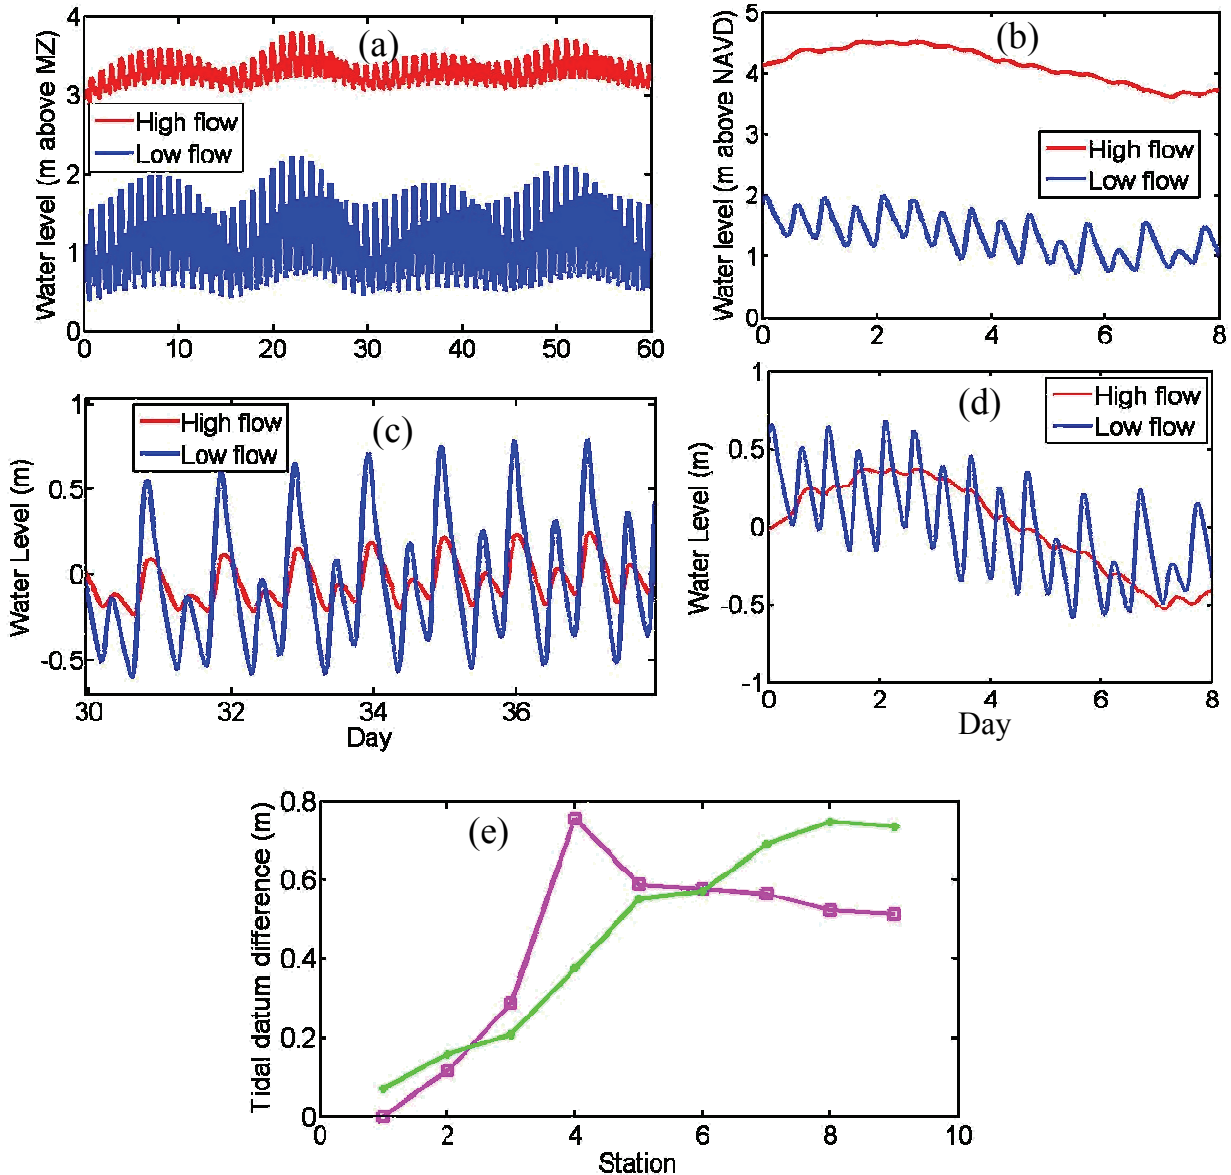 (a)
Water level (m above MZ)
4
3
2
1
0
High flow
Low flow
0 10 20 30 40 50 60
(b)
Water level (m above NAVD)
5
4
3
2
1
0
High flow
Low flow
0 2 4 6 8
(c)
Water Level (m)
1
0.5
0
-0.5
High flow
Low flow
30 32 34 36
Day
(d)
Water Level (m)
1
0.5
0
-0.5
-1
High flow
Low flow
0 2 4 6 8
Day
(e)
Tidal datum difference (m)
0.8
0.6
0.4
0.2
0
0 2 4 6 8 10
Station